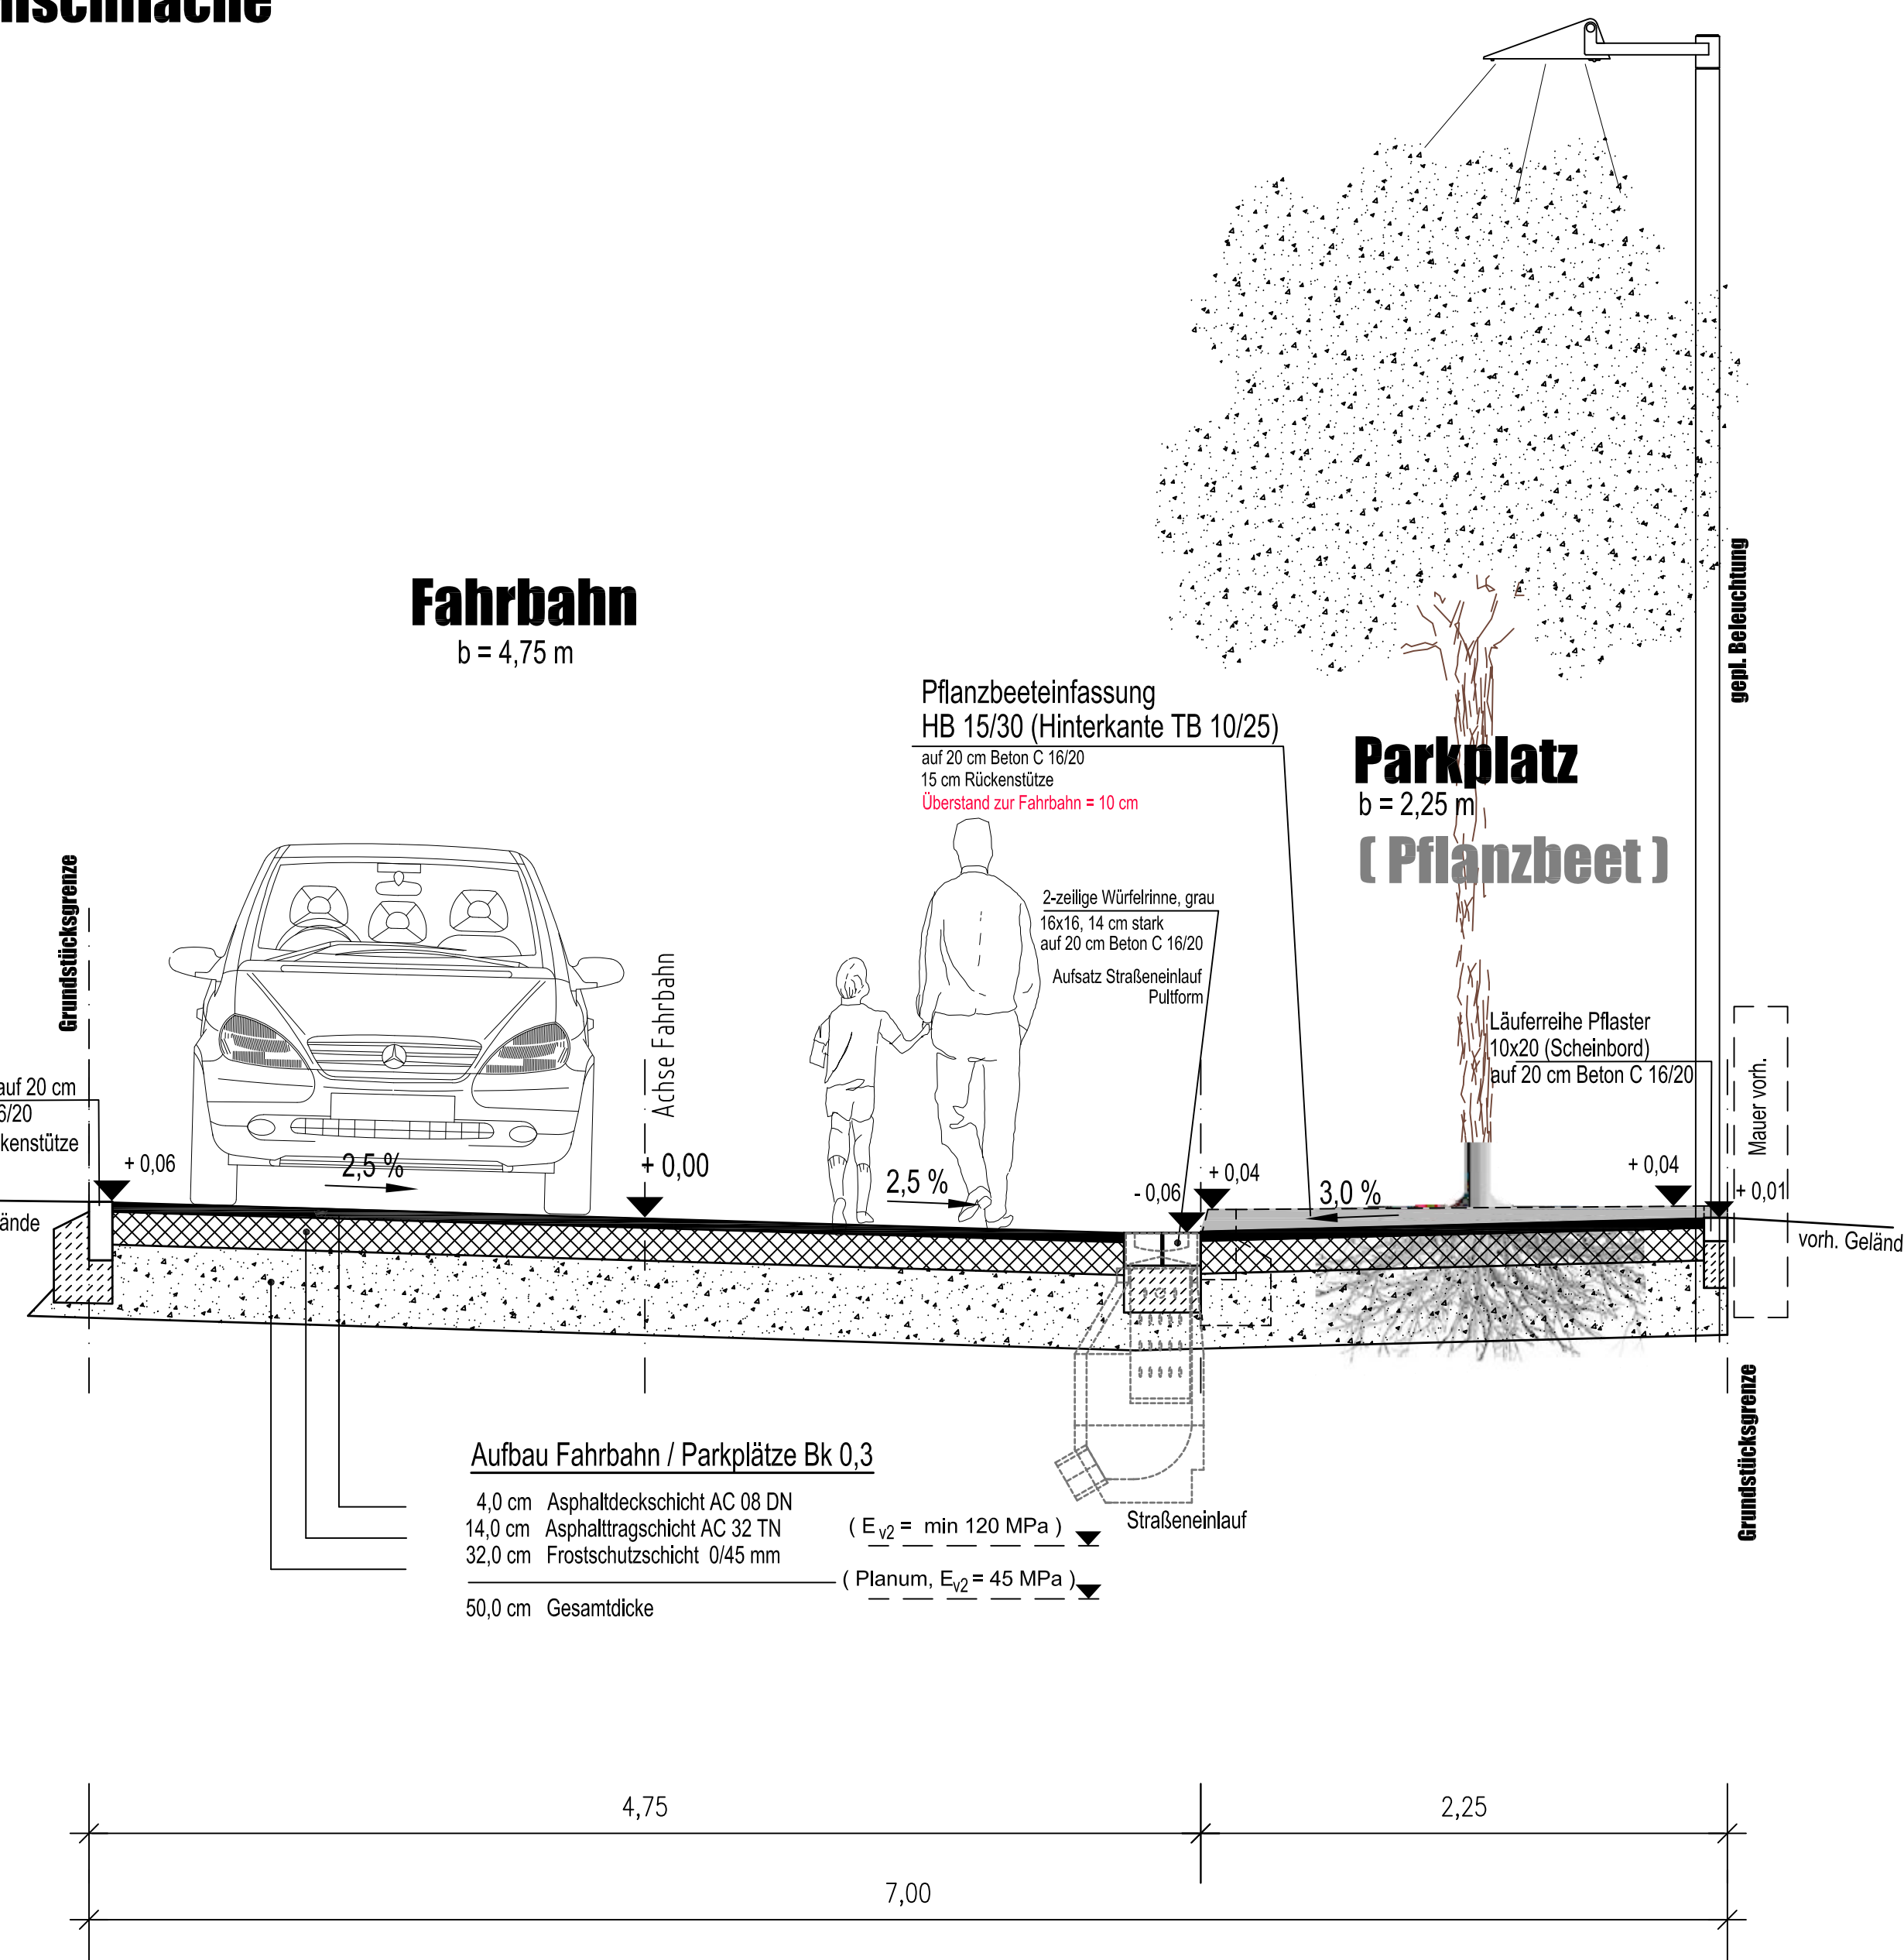 Fahrbahn
b = 4,75 m
gepl. Beleuchtung
Pflanzbeeteinfassung
HB 15/30 (Hinterkante TB 10/25)
auf 20 cm Beton C 16/20
15 cm Rückenstütze
Überstand zur Fahrbahn = 10 cm
Parkplatz
b = 2,25 m
( Pflanzbeet )
Grundstücksgrenze
2-zeilige Würfelrinne, grau
16x16, 14 cm stark
auf 20 cm Beton C 16/20
Aufsatz Straßeneinlauf
Pultform
Achse Fahrbahn
Läuferreihe Pflaster
10x20 (Scheinbord)
auf 20 cm Beton C 16/20
Mauer vorh.
auf 20 cm
6/20
kenstütze
+ 0,06
2,5 %
+ 0,00
2,5 %
- 0,06
+ 0,04
3,0 %
+ 0,04
+ 0,01
ände
vorh. Geländ
Grundstücksgrenze
Aufbau Fahrbahn / Parkplätze Bk 0,3
4,0 cm Asphaltdeckschicht AC 08 DN
14,0 cm Asphalttragschicht AC 32 TN
( Ev2 = min 120 MPa )
32,0 cm Frostschutzschicht 0/45 mm
( Planum, Ev2 = 45 MPa )
50,0 cm Gesamtdicke
Straßeneinlauf
4,75
2,25
7,00